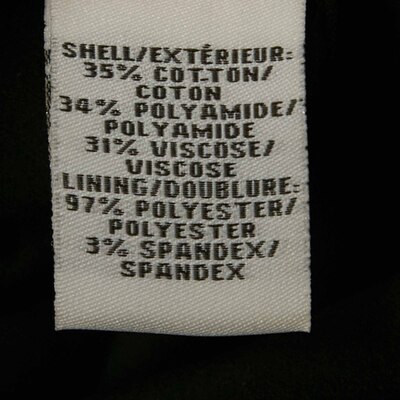 SHELL/EXTÉRIEUR:
35% COTTON/
COTON
34% POLYAMIDE/
POLYAMIDE
31% VISCOSE/
VISCOSE
LINING/DOUBLURE:
97% POLYESTER/
POLYESTER
3% SPANDEX/
SPANDEX